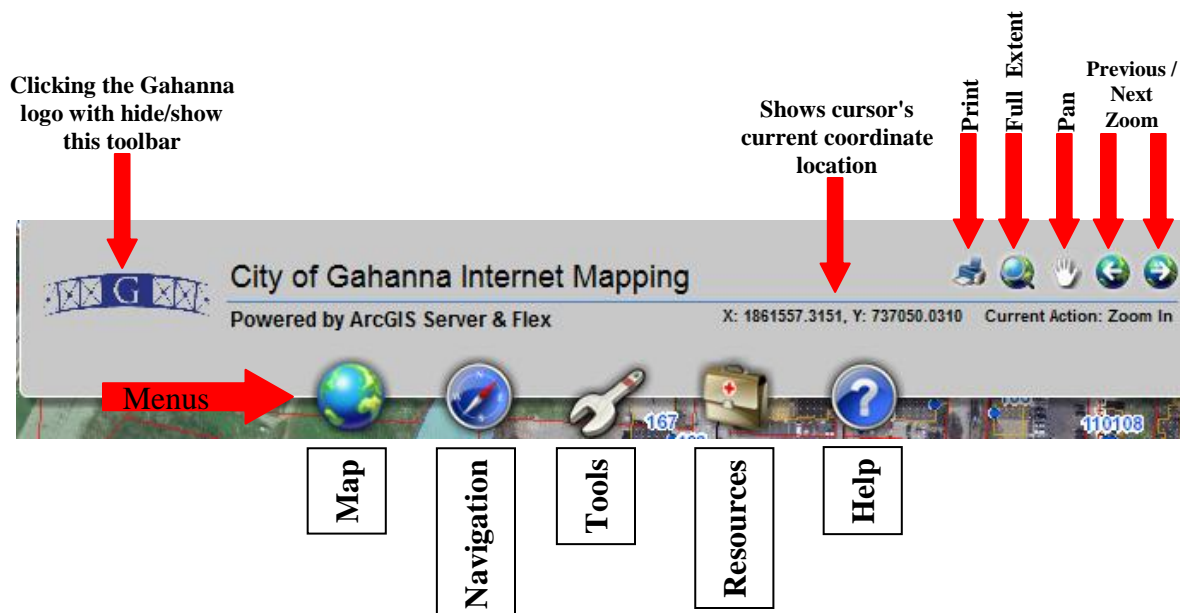 Clicking the Gahanna
logo with hide/show
this toolbar
Shows cursor's
current coordinate
location
Print
Full Extent
Pan
Previous /
Next
Zoom
G
City of Gahanna Internet Mapping
Powered by ArcGIS Server & Flex
X: 1861557.3151, Y: 737050.0310 Current Action: Zoom In
Menus
167
110108
Map
Navigation
Tools
Resources
Help